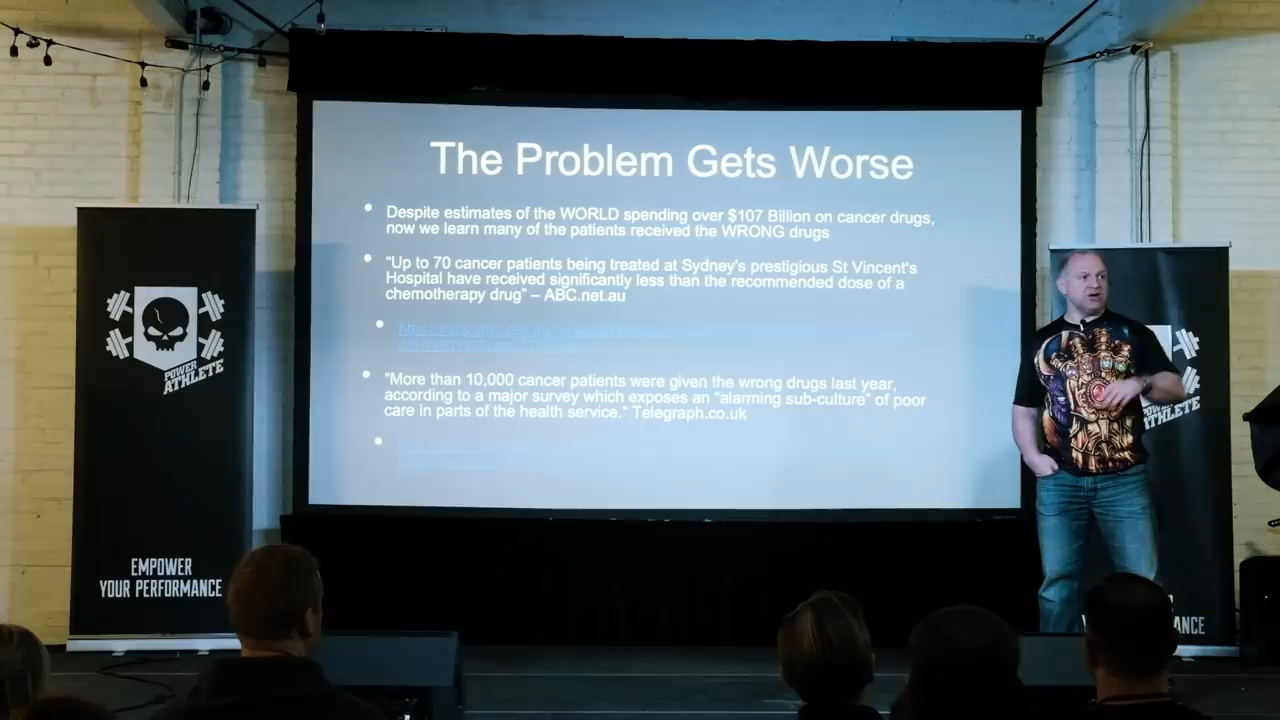 The Problem Gets Worse
Despite estimates of the WORLD spending over $107 Billion on cancer drugs,
now we learn many of the patients received the WRONG drugs
“Up to 70 cancer patients being treated at Sydney's prestigious St Vincent's
Hospital have received significantly less than the recommended dose of a
chemotherapy drug” – ABC.net.au
“More than 10,000 cancer patients were given the wrong drugs last year,
according to a major survey which exposes an “alarming sub-culture” of poor
care in parts of the health service.” Telegraph.co.uk
POWER
ATHLETE
EMPOWER
YOUR PERFORMANCE
POWER
ATHLETE
ANCE